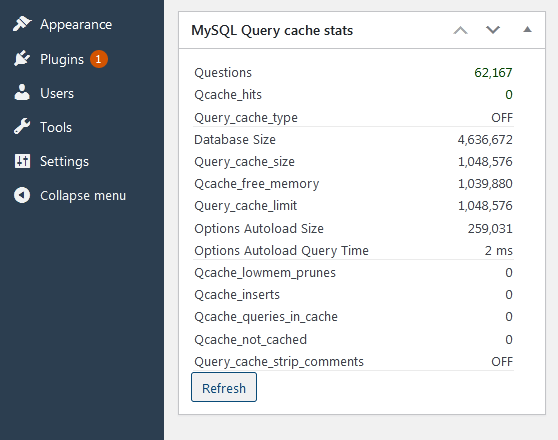 Appearance
Plugins 1
Users
Tools
Settings
Collapse menu
MySQL Query cache stats
Questions 62,167
Qcache_hits 0
Query_cache_type OFF
Database Size 4,636,672
Query_cache_size 1,048,576
Qcache_free_memory 1,039,880
Query_cache_limit 1,048,576
Options Autoload Size 259,031
Options Autoload Query Time 2 ms
Qcache_lowmem_prunes 0
Qcache_inserts 0
Qcache_queries_in_cache 0
Qcache_not_cached 0
Query_cache_strip_comments OFF
Refresh